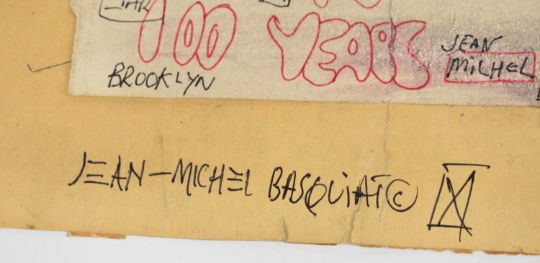 100 YEARS
JEAN
MICHEL
BROOKLYN
JEAN-MICHEL BASQUIAT ©